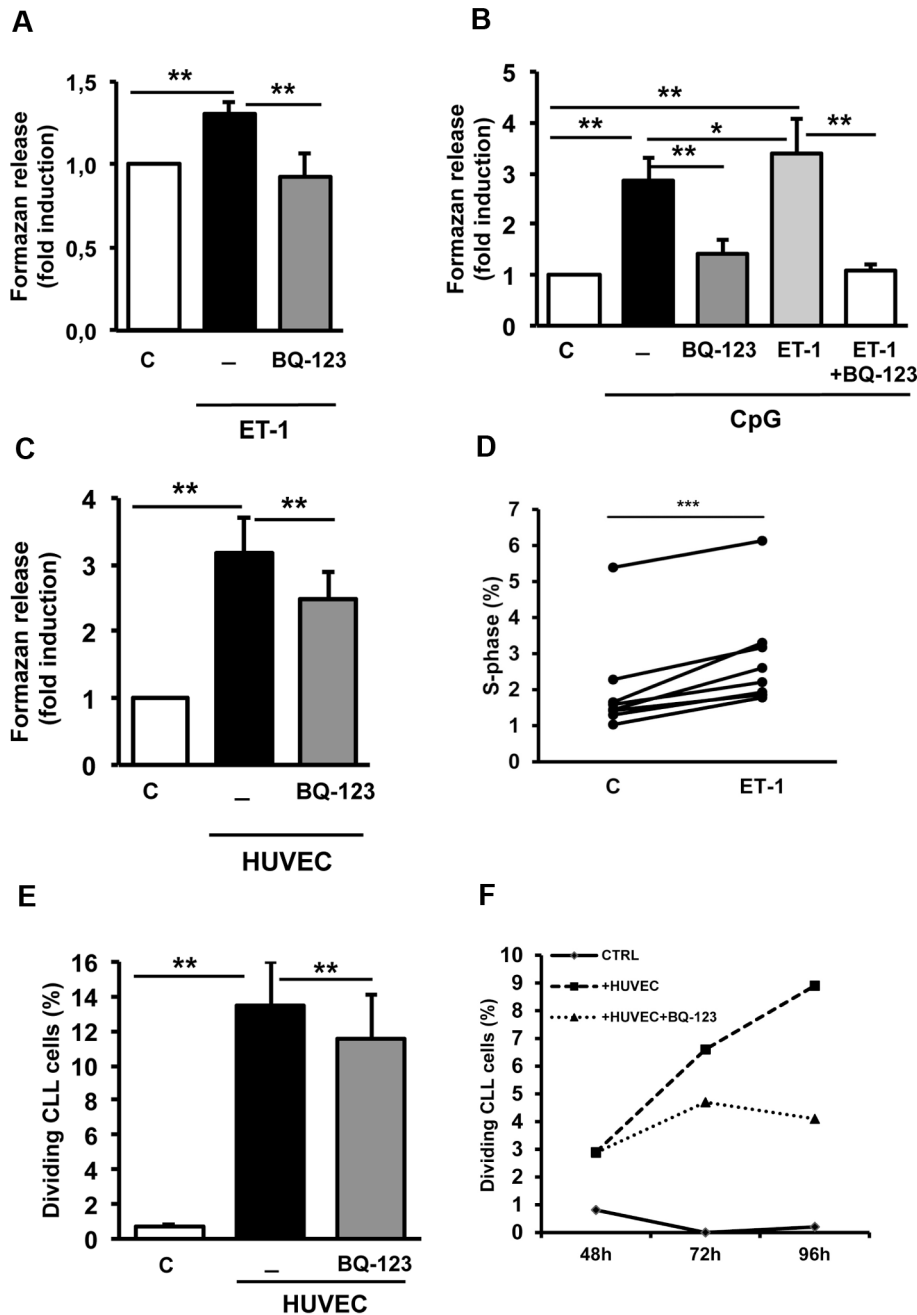 A
Formazan release
(fold induction)
1,5
1,0
0,5
0,0
**
**
C
–
BQ-123
ET-1
B
Formazan release
(fold induction)
5
4
3
2
1
0
**
**
*
**
**
C
–
BQ-123
ET-1
ET-1
+BQ-123
CpG
C
Formazan release
(fold induction)
4
3
2
1
0
**
**
C
–
BQ-123
HUVEC
D
S-phase (%)
7
6
5
4
3
2
1
0
***
C
ET-1
E
Dividing CLL cells (%)
16
14
12
10
8
6
4
2
0
**
**
C
–
BQ-123
HUVEC
F
Dividing CLL cells (%)
10
9
8
7
6
5
4
3
2
1
0
CTRL
+HUVEC
+HUVEC+BQ-123
48h
72h
96h